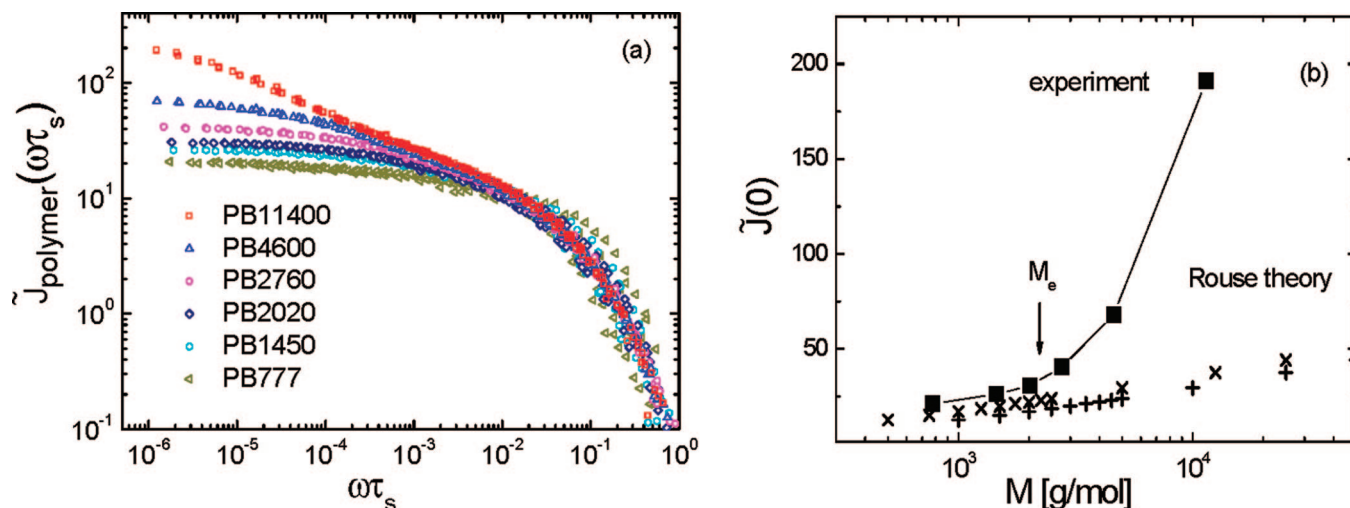 (a)
J̃polymer(ωτs)
10²
10¹
10⁰
10⁻¹
PB11400
PB4600
PB2760
PB2020
PB1450
PB777
10⁻⁶ 10⁻⁵ 10⁻⁴ 10⁻³ 10⁻² 10⁻¹ 10⁰
ωτs
(b)
J̃(0)
200
150
100
50
experiment
Me
Rouse theory
10³ 10⁴
M [g/mol]